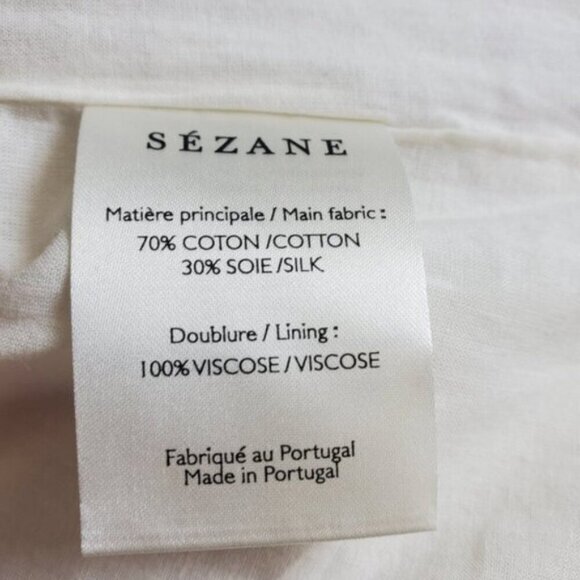 SÉZANE
Matière principale / Main fabric :
70% COTON /COTTON
30% SOIE /SILK
Doublure / Lining :
100% VISCOSE / VISCOSE
Fabriqué au Portugal
Made in Portugal